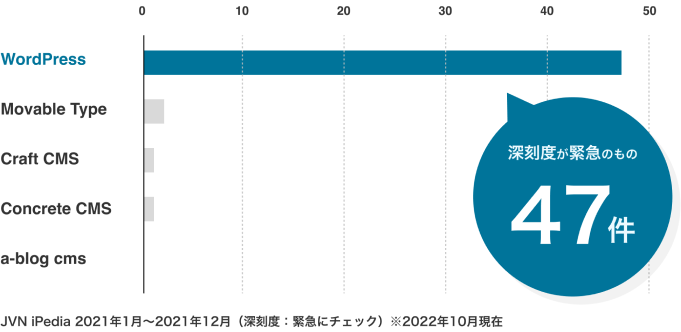 0 10 20 30 40 50
WordPress
Movable Type
Craft CMS
Concrete CMS
a-blog cms
深刻度が緊急のもの
47件
JVN iPedia 2021年1月〜2021年12月（深刻度：緊急にチェック）※2022年10月現在